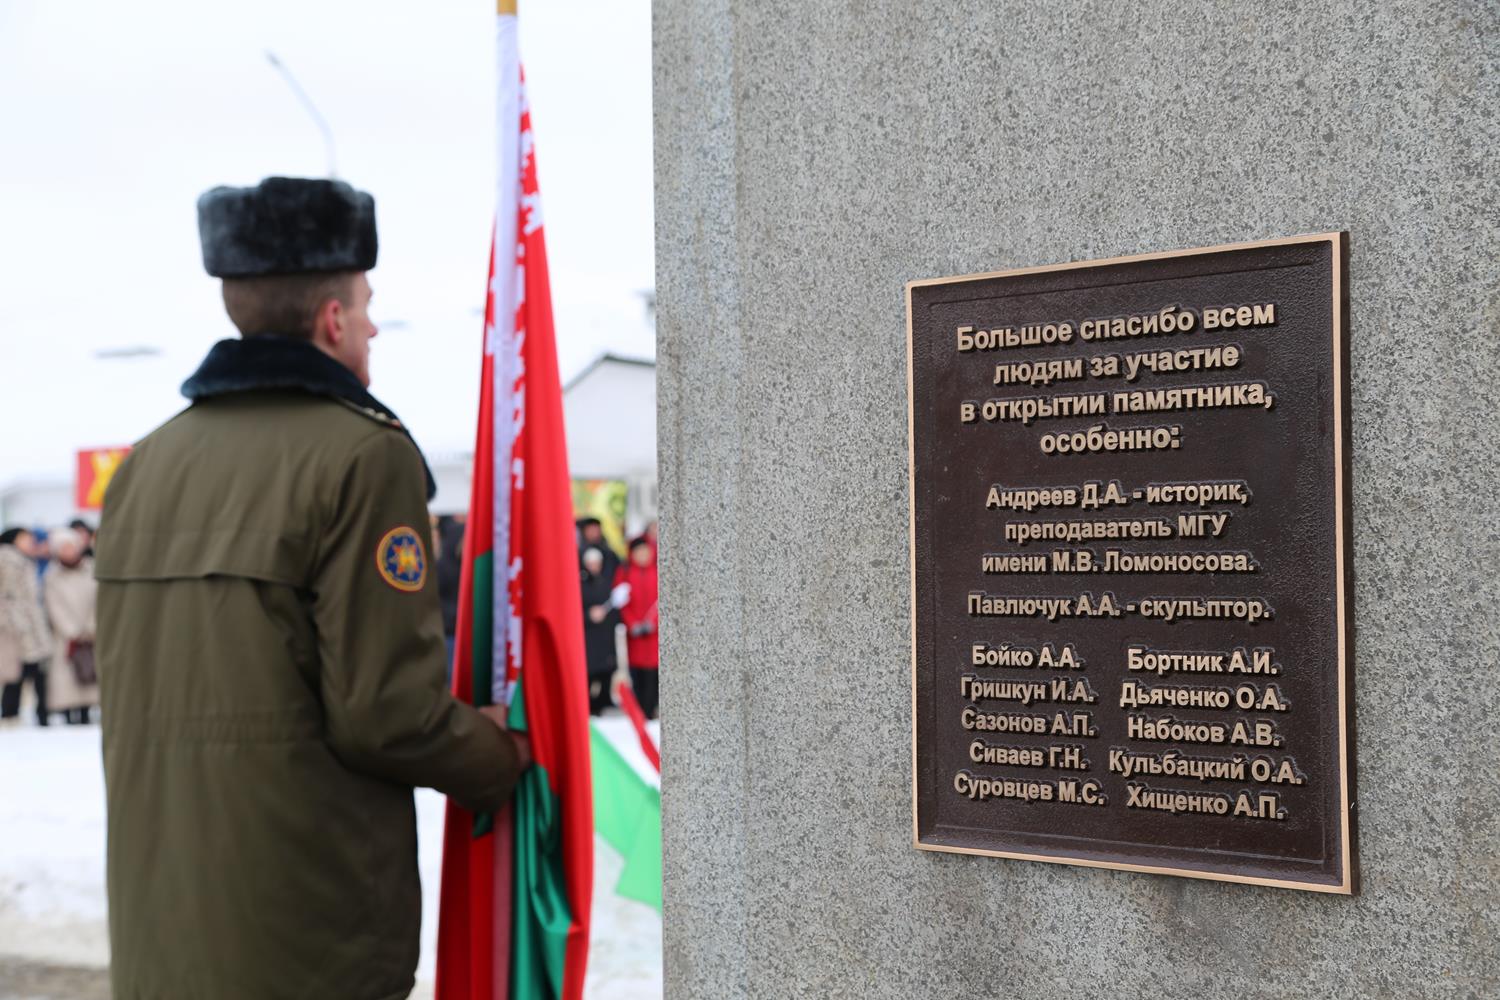 Большое спасибо всем
людям за участие
в открытии памятника,
особенно:
Андреев Д.А. - историк,
преподаватель МГУ
имени М.В. Ломоносова.
Павлючук А.А. - скульптор.
Бойко А.А.
Гришкун И.А.
Сазонов А.П.
Сиваев Г.Н.
Суровцев М.С.
Бортник А.И.
Дьяченко О.А.
Набоков А.В.
Кульбацкий О.А.
Хищенко А.П.